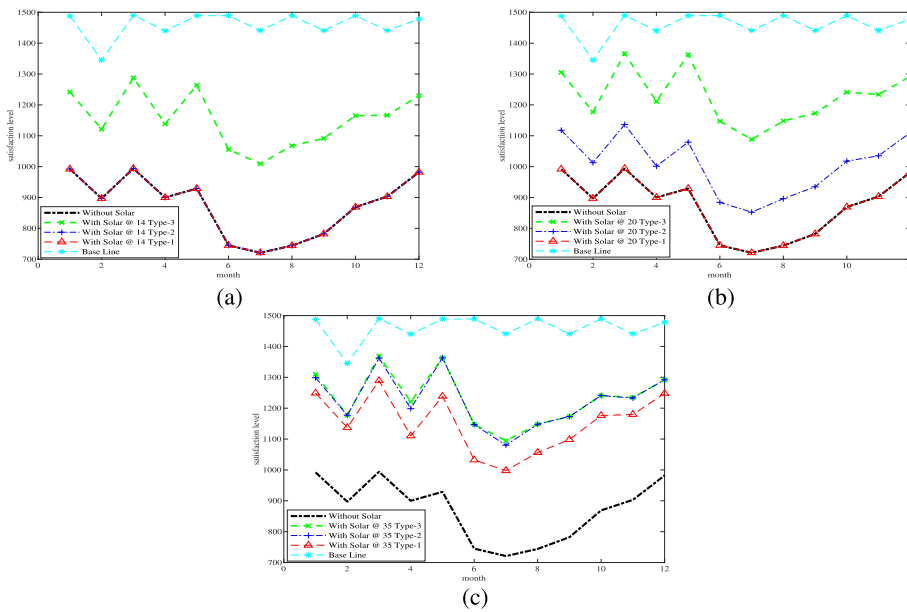 1500
1400
1300
1200
1100
1000
900
800
700
satisfaction level
Without Solar
With Solar @ 14 Type-3
With Solar @ 14 Type-2
With Solar @ 14 Type-1
Base Line
0 2 4 6 8 10 12
month
(a)
1500
1400
1300
1200
1100
1000
900
800
700
satisfaction level
Without Solar
With Solar @ 20 Type-3
With Solar @ 20 Type-2
With Solar @ 20 Type-1
Base Line
0 2 4 6 8 10
month
(b)
1500
1400
1300
1200
1100
1000
900
800
700
satisfaction level
Without Solar
With Solar @ 35 Type-3
With Solar @ 35 Type-2
With Solar @ 35 Type-1
Base Line
0 2 4 6 8 10 12
month
(c)